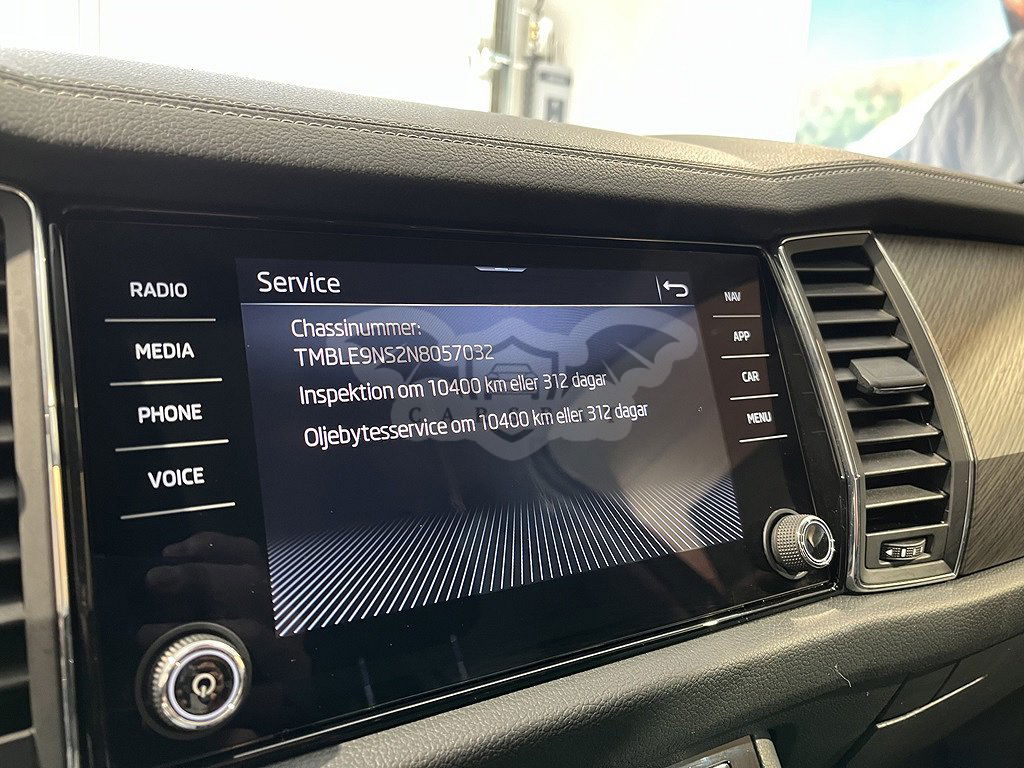 RADIO
MEDIA
PHONE
VOICE
Service
Chassinummer:
TMBLE9NS2N8057032
Inspektion om 10400 km eller 312 dagar
Oljebytesservice om 10400 km eller 312 dagar
NAV
APP
CAR
MENU